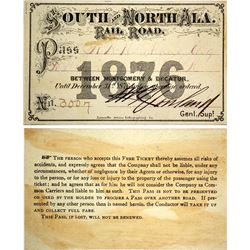 SOUTH AND NORTH ALA.
RAIL ROAD.
Pass
1876
BETWEEN MONTGOMERY & DECATUR,
Until December 31st
ordered.
No. 3007
Genl. Sup!
THE PERSON who accepts this FREE TICKET thereby assumes all risks of
accidents, and expressly agrees that the Company shall not be liable, under any
circumstances, whether of negligence by their Agents or otherwise, for any injury to
the person, or for any loss or injury to the property of the passenger using the
ticket; and he agrees that as for him he will not consider the Company as Com-
mon Carriers and liable to him as such. THIS PASS IS NOT TO BE PRESENTED
OR USED BY THE HOLDER TO PROCURE A PASS OVER ANOTHER ROAD. If pre-
sented by any other person than is named hereon, the Conductor WILL TAKE IT UP
AND COLLECT FULL FARE.
THIS PASS, IF LOST, WILL NOT BE RENEWED.